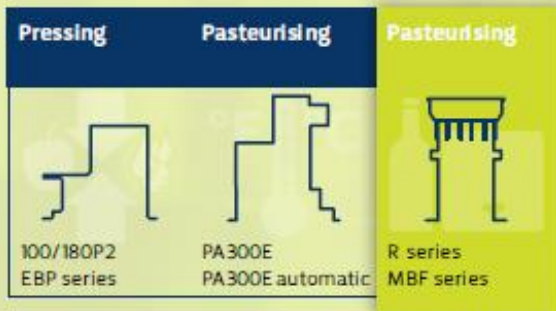 Pressing
Pasteurising
Pasteurising
100/180P2
EBP series
PA300E
PA300E automatic
R series
MBF series